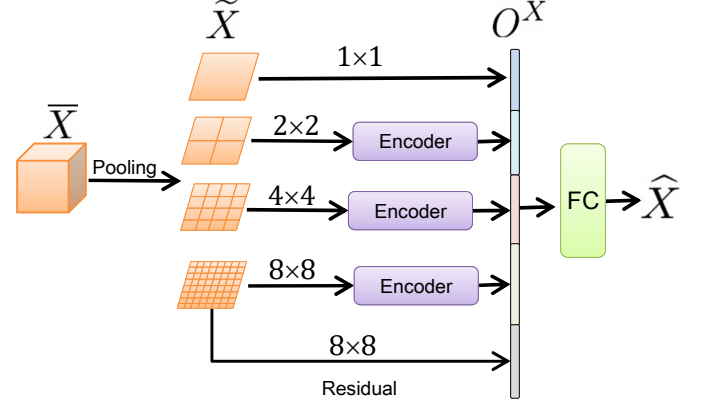 X̃
O^X
1×1
X̅
2×2
Encoder
Pooling
4×4
Encoder
FC
X̂
8×8
Encoder
8×8
Residual